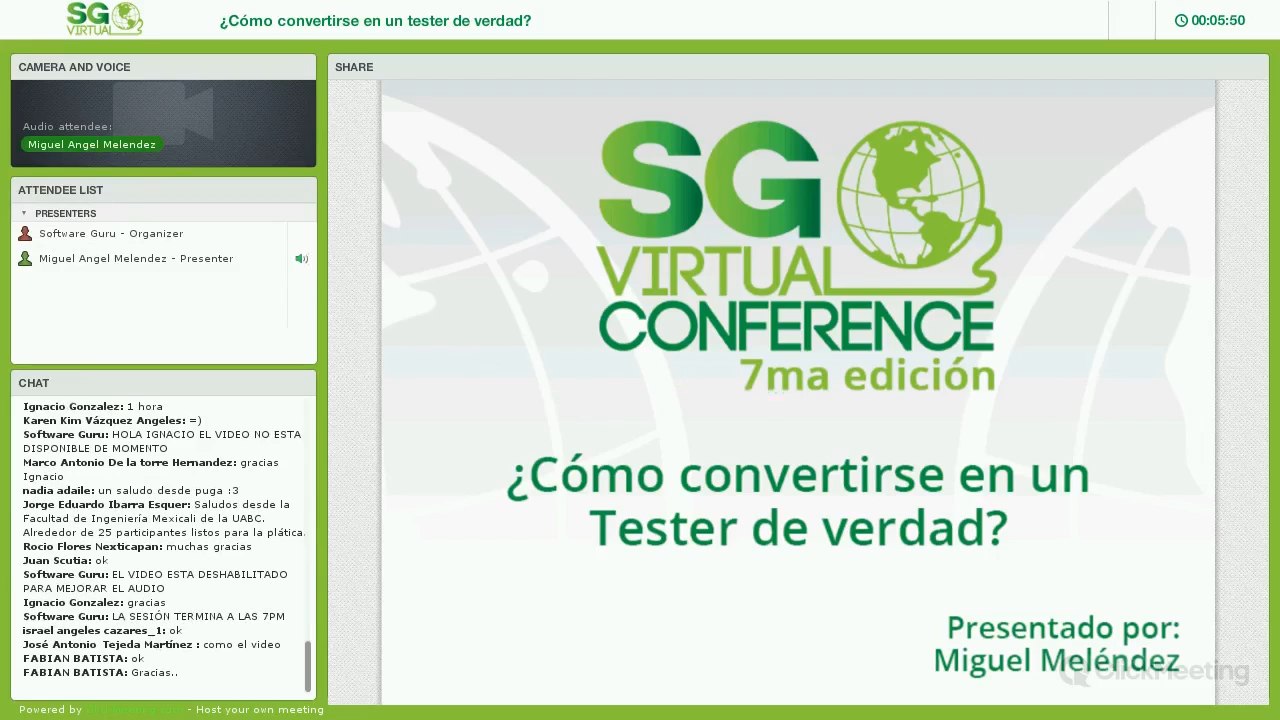 SG
VIRTUAL
¿Cómo convertirse en un tester de verdad?
00:05:50
CAMERA AND VOICE
Audio attendee:
Miguel Angel Melendez
ATTENDEE LIST
PRESENTERS
Software Guru - Organizer
Miguel Angel Melendez - Presenter
CHAT
Ignacio Gonzalez: 1 hora
Karen Kim Vázquez Angeles: =)
Software Guru: HOLA IGNACIO EL VIDEO NO ESTA
DISPONIBLE DE MOMENTO
Marco Antonio De la torre Hernandez: gracias
Ignacio
nadia adaile: un saludo desde puga :3
Jorge Eduardo Ibarra Esquer: Saludos desde la
Facultad de Ingeniería Mexicali de la UABC.
Alrededor de 25 participantes listos para la plática.
Rocio Flores Nexticapan: muchas gracias
Juan Scutia: ok
Software Guru: EL VIDEO ESTA DESHABILITADO
PARA MEJORAR EL AUDIO
Ignacio Gonzalez: gracias
Software Guru: LA SESIÓN TERMINA A LAS 7PM
israel angeles cazares_1: ok
José Antonio Tejeda Martínez : como el video
FABIAN BATISTA: ok
FABIAN BATISTA: Gracias..
Powered by - Host your own meeting
SHARE
SG
VIRTUAL
CONFERENCE
7ma edición
¿Cómo convertirse en un
Tester de verdad?
Presentado por:
Miguel Meléndez
ClickMeeting